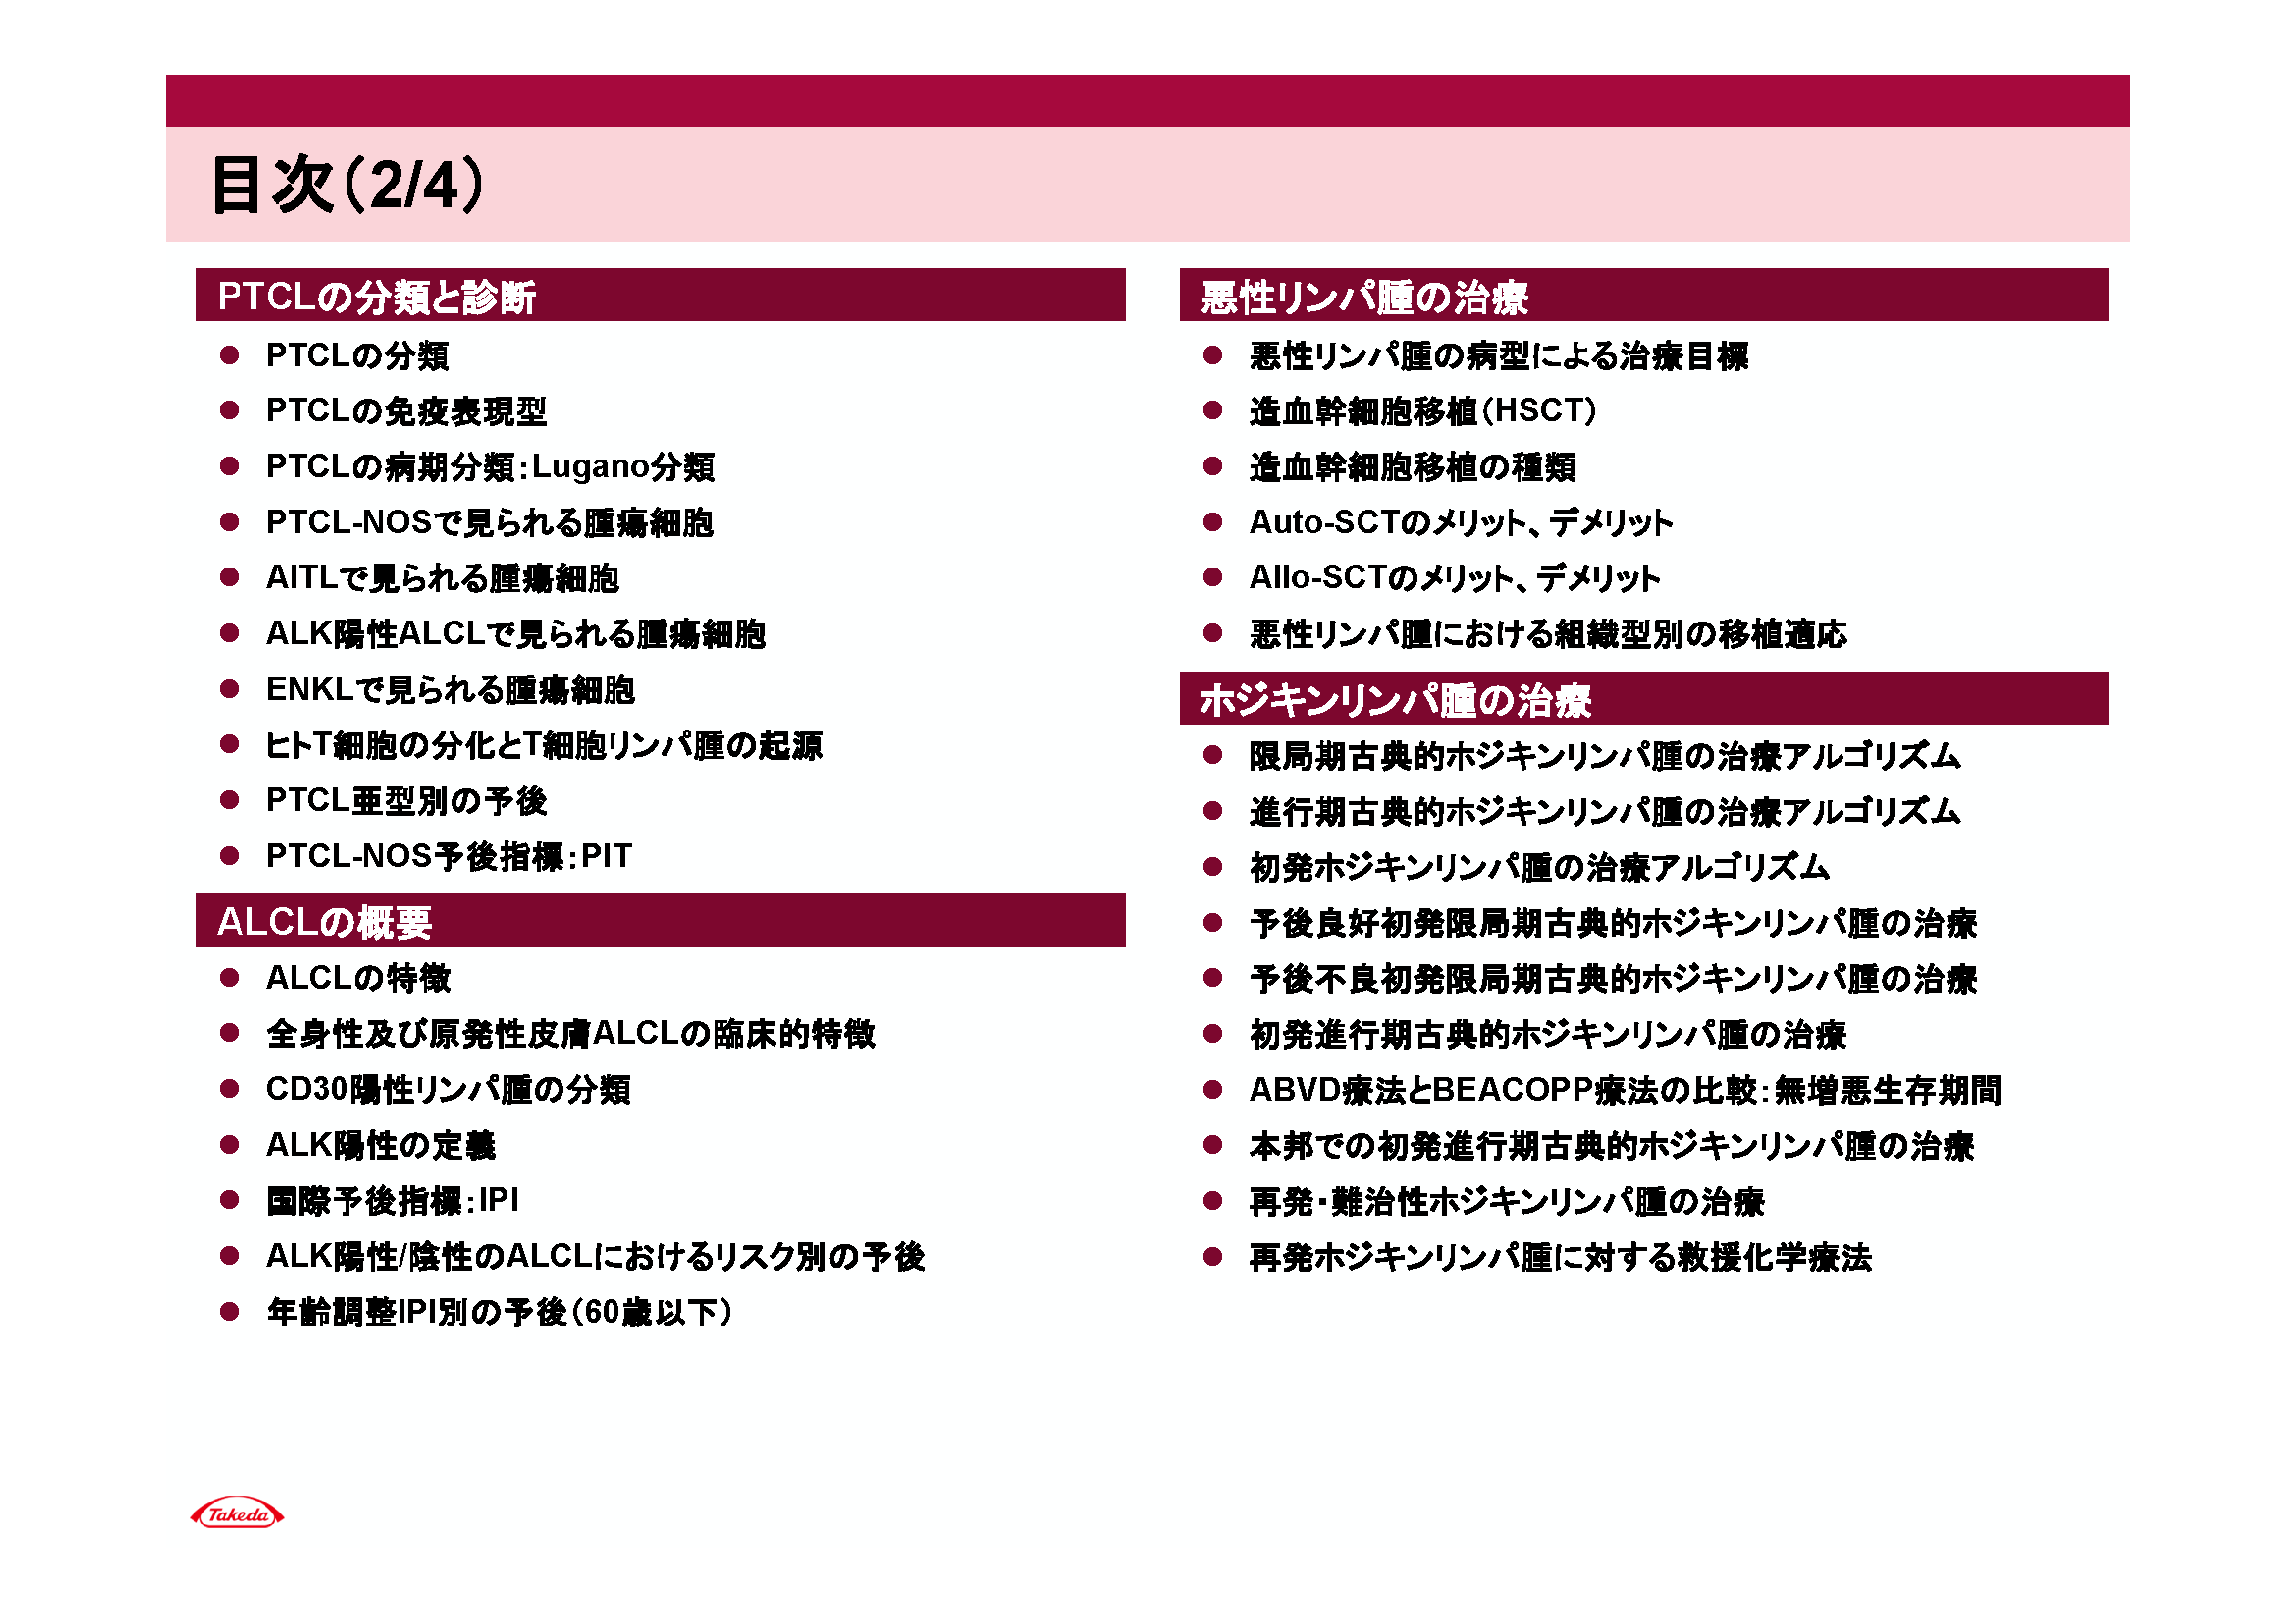 目次（2/4）
PTCLの分類と診断
● PTCLの分類
● PTCLの免疫表現型
● PTCLの病期分類：Lugano分類
● PTCL-NOSで見られる腫瘍細胞
● AITLで見られる腫瘍細胞
● ALK陽性ALCLで見られる腫瘍細胞
● ENKLで見られる腫瘍細胞
● ヒトT細胞の分化とT細胞リンパ腫の起源
● PTCL亜型別の予後
● PTCL-NOS予後指標：PIT
ALCLの概要
● ALCLの特徴
● 全身性及び原発性皮膚ALCLの臨床的特徴
● CD30陽性リンパ腫の分類
● ALK陽性の定義
● 国際予後指標：IPI
● ALK陽性/陰性のALCLにおけるリスク別の予後
● 年齢調整IPI別の予後（60歳以下）
悪性リンパ腫の治療
● 悪性リンパ腫の病型による治療目標
● 造血幹細胞移植（HSCT）
● 造血幹細胞移植の種類
● Auto-SCTのメリット、デメリット
● Allo-SCTのメリット、デメリット
● 悪性リンパ腫における組織型別の移植適応
ホジキンリンパ腫の治療
● 限局期古典的ホジキンリンパ腫の治療アルゴリズム
● 進行期古典的ホジキンリンパ腫の治療アルゴリズム
● 初発ホジキンリンパ腫の治療アルゴリズム
● 予後良好初発限局期古典的ホジキンリンパ腫の治療
● 予後不良初発限局期古典的ホジキンリンパ腫の治療
● 初発進行期古典的ホジキンリンパ腫の治療
● ABVD療法とBEACOPP療法の比較：無増悪生存期間
● 本邦での初発進行期古典的ホジキンリンパ腫の治療
● 再発・難治性ホジキンリンパ腫の治療
● 再発ホジキンリンパ腫に対する救援化学療法
Takeda